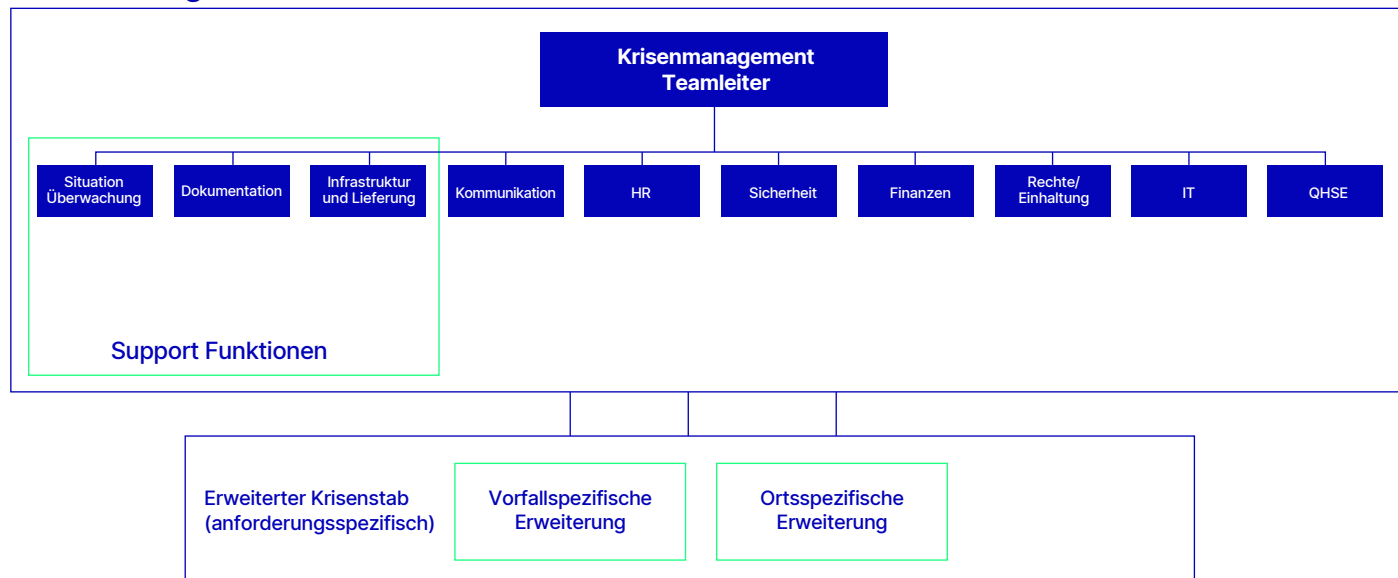 Krisenmanagement
Teamleiter
Situation
Überwachung
Dokumentation
Infrastruktur
und Lieferung
Kommunikation
HR
Sicherheit
Finanzen
Rechte/
Einhaltung
IT
QHSE
Support Funktionen
Erweiterter Krisenstab
(anforderungsspezifisch)
Vorfallspezifische
Erweiterung
Ortsspezifische
Erweiterung